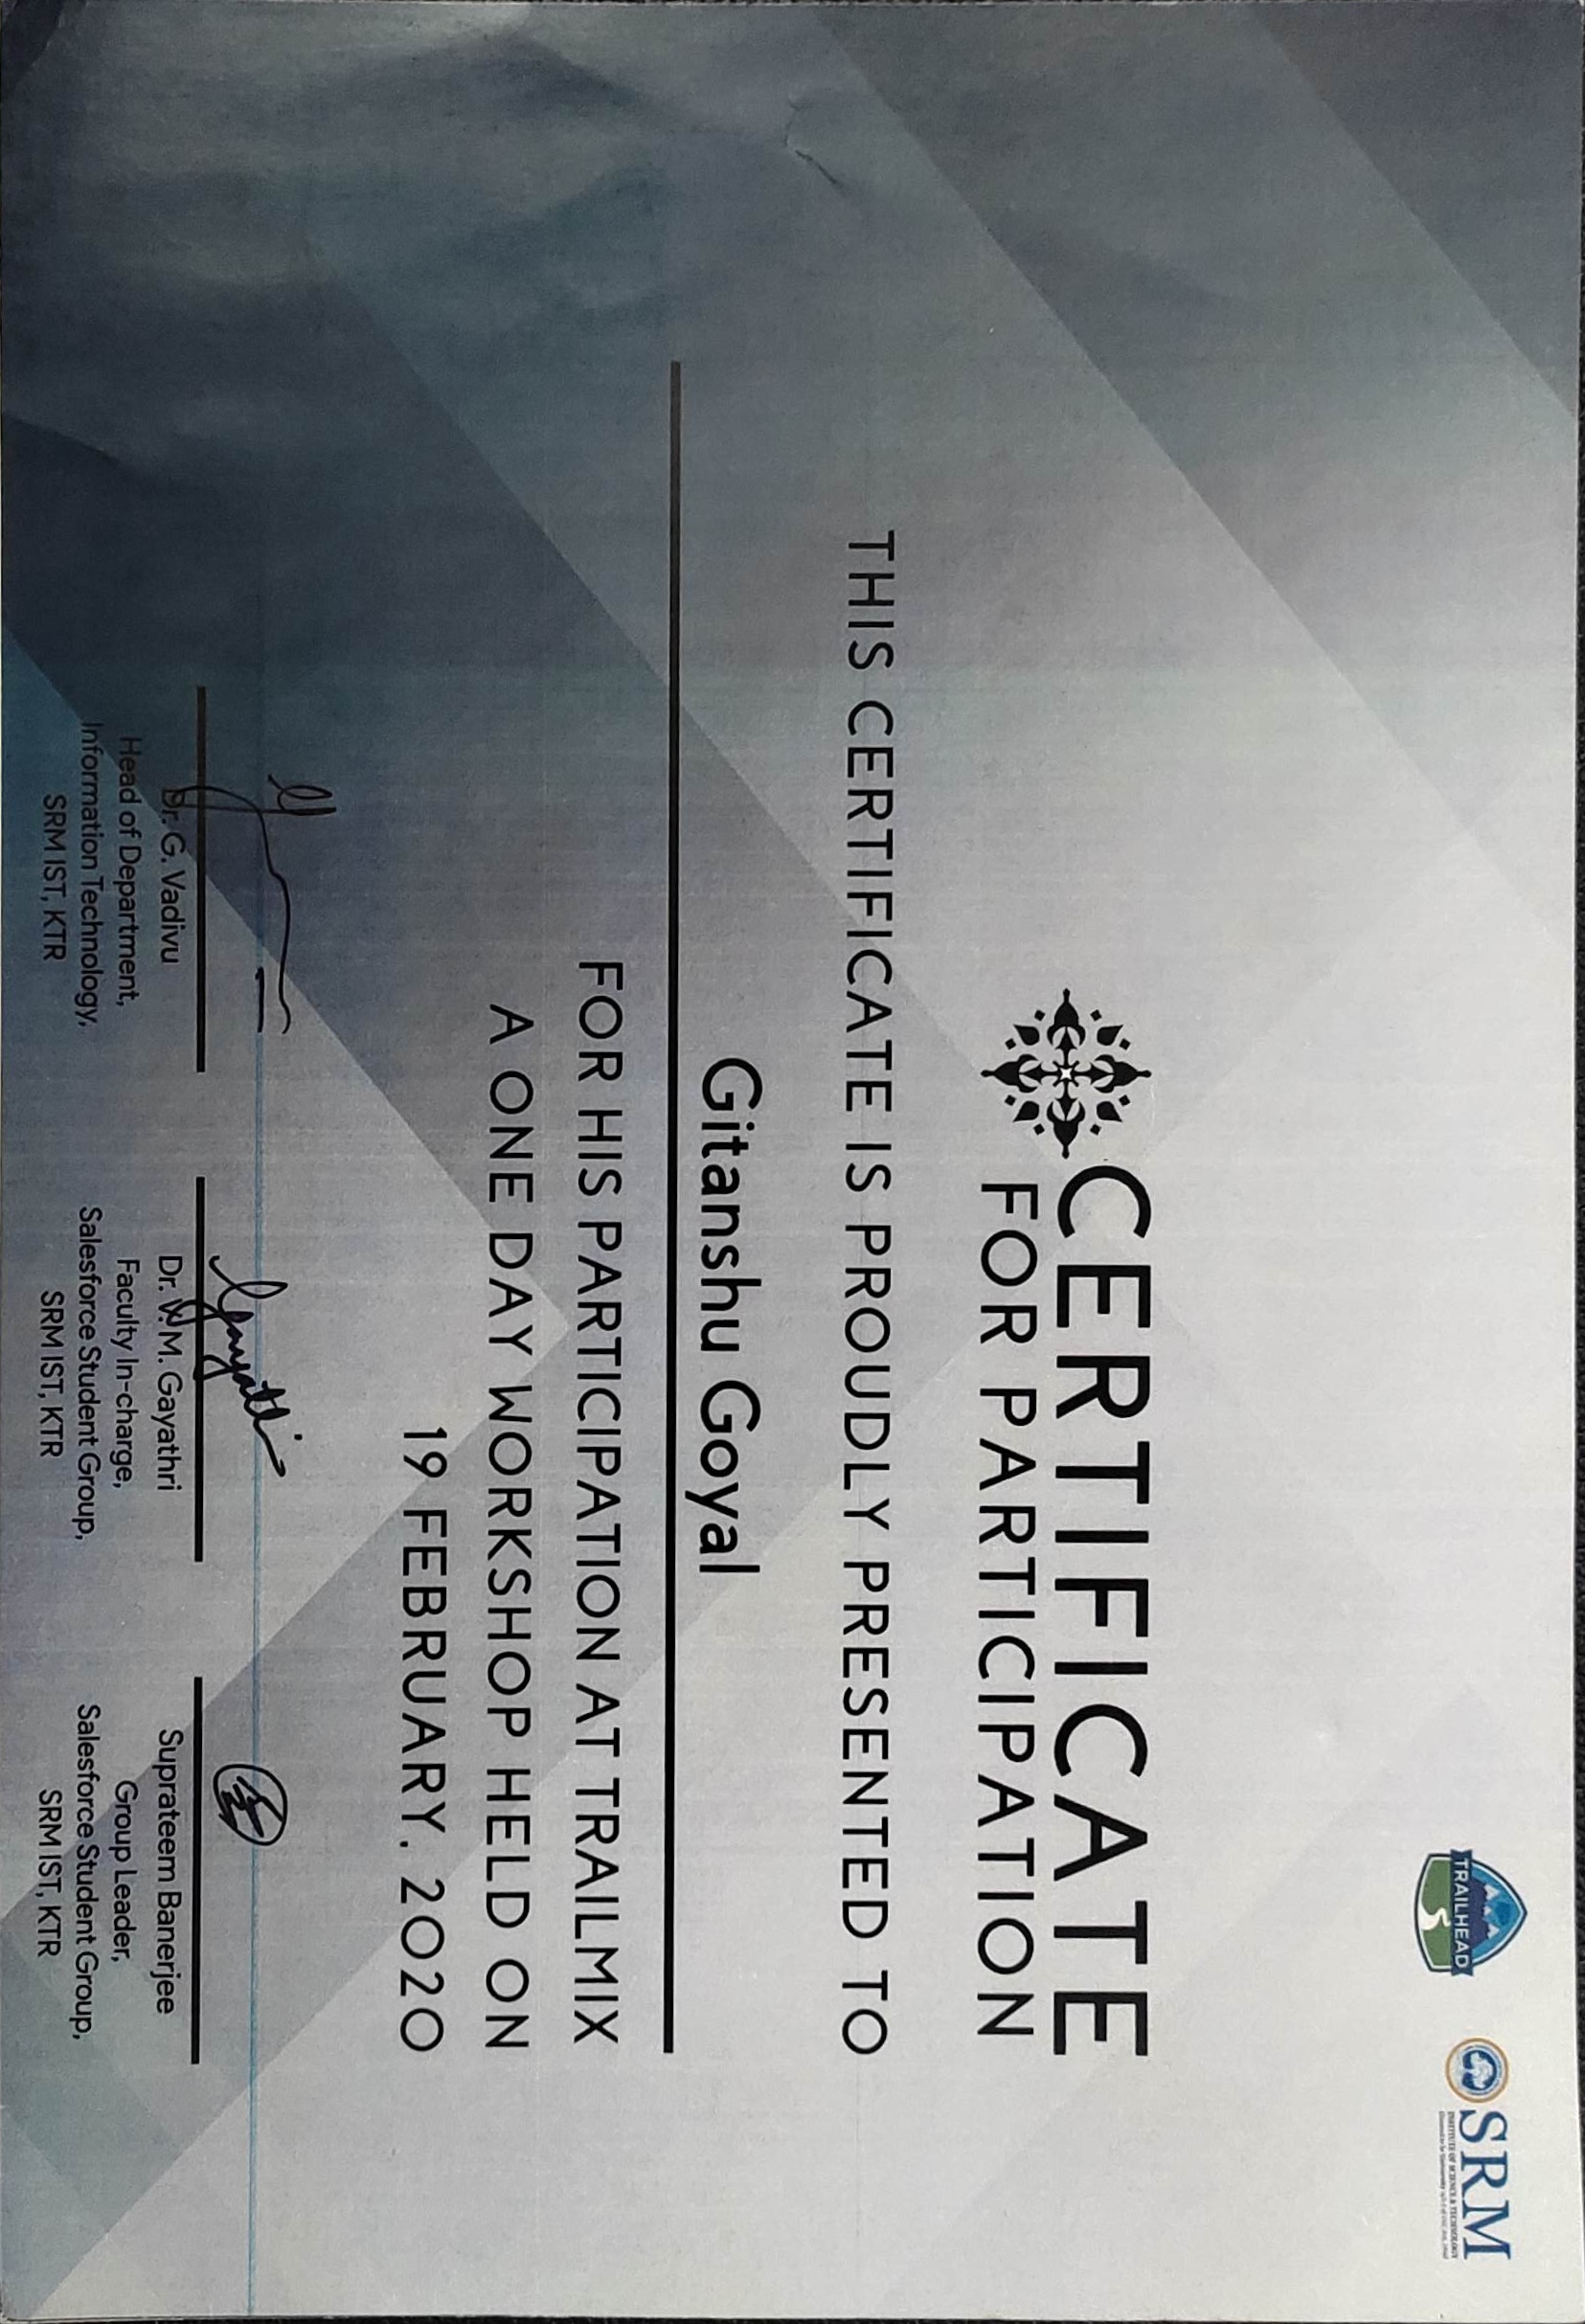 TRAILHEAD
SRM
INSTITUTE OF SCIENCE & TECHNOLOGY
CERTIFICATE
FOR PARTICIPATION
THIS CERTIFICATE IS PROUDLY PRESENTED TO
Gitanshu Goyal
FOR HIS PARTICIPATION AT TRAILMIX
A ONE DAY WORKSHOP HELD ON
19 FEBRUARY, 2020
Gayathri
Dr. G. Vadivu
Head of Department,
Information Technology,
SRM IST, KTR
Dr. V. M. Gayathri
Faculty In-charge,
Salesforce Student Group,
SRM IST, KTR
Suprateem Banerjee
Group Leader,
Salesforce Student Group,
SRM IST, KTR